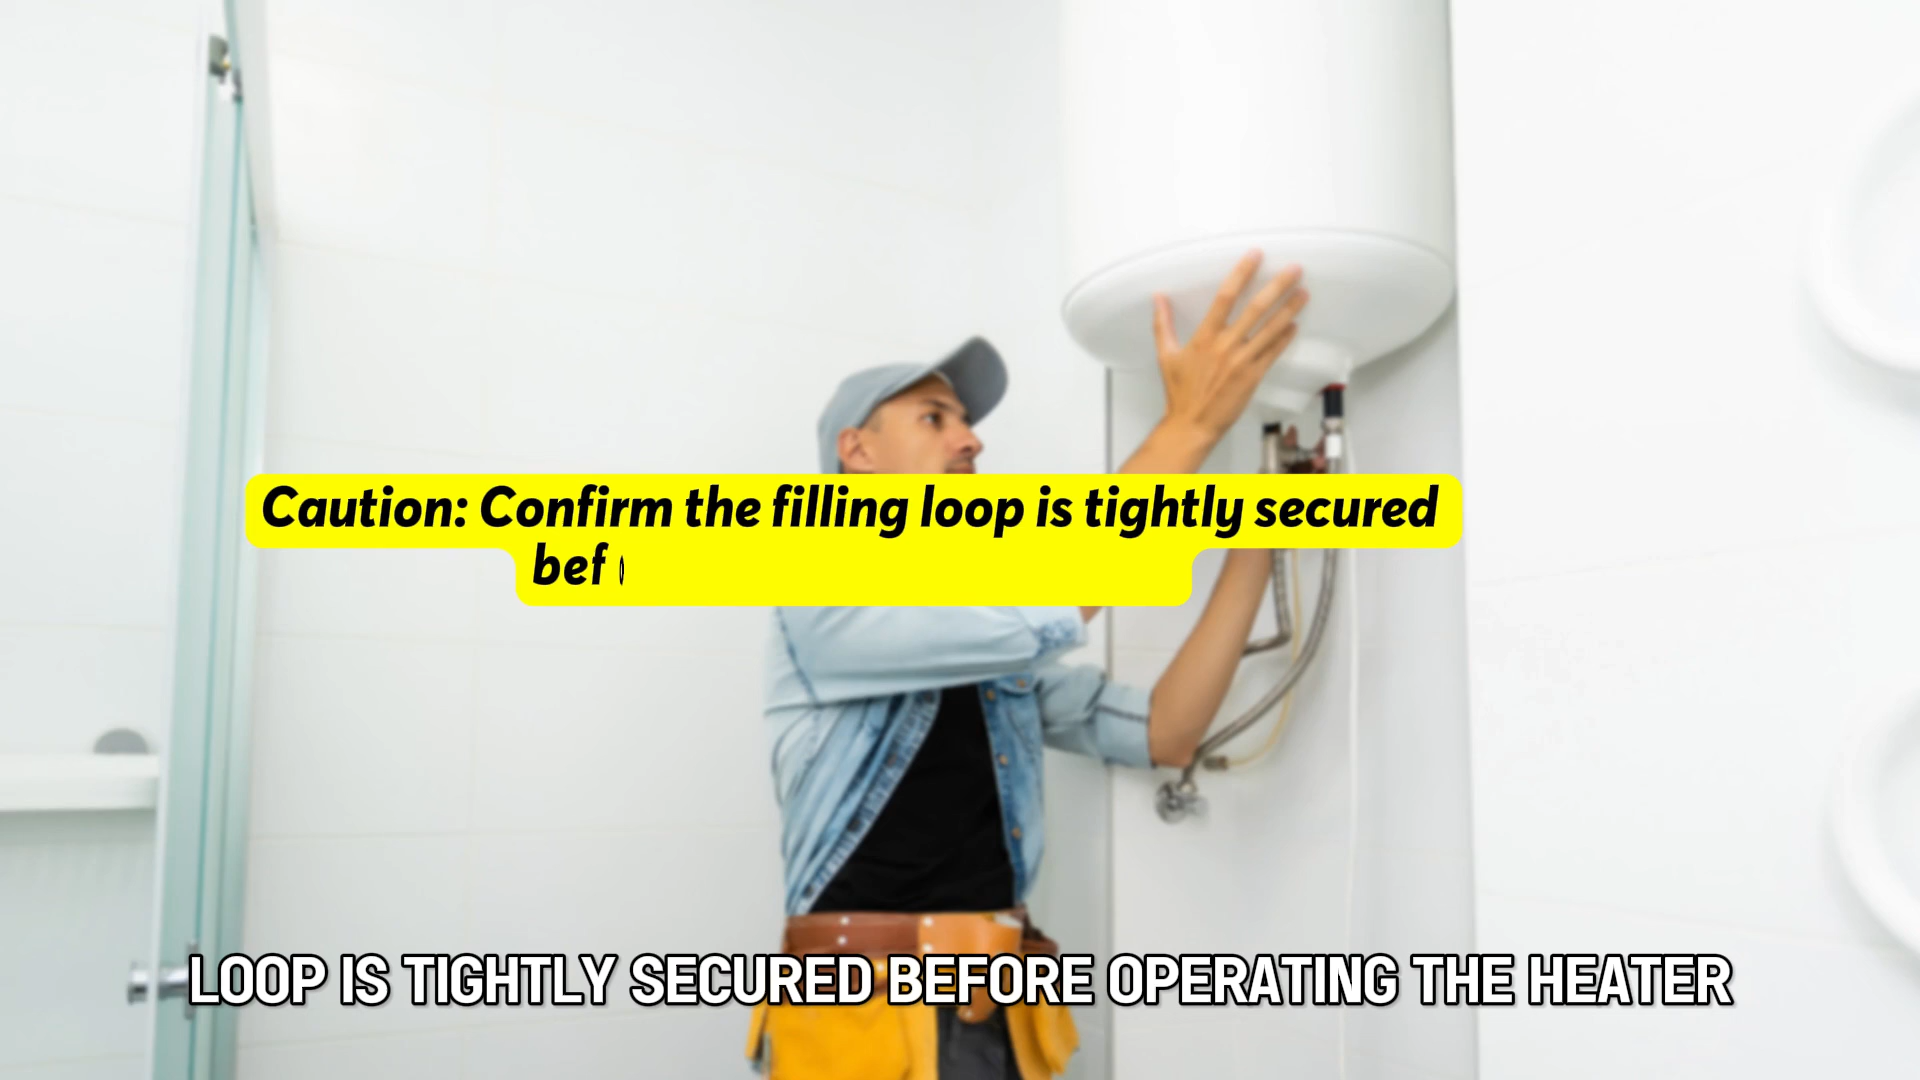 Caution: Confirm the filling loop is tightly secured
bef
LOOP IS TIGHTLY SECURED BEFORE OPERATING THE HEATER